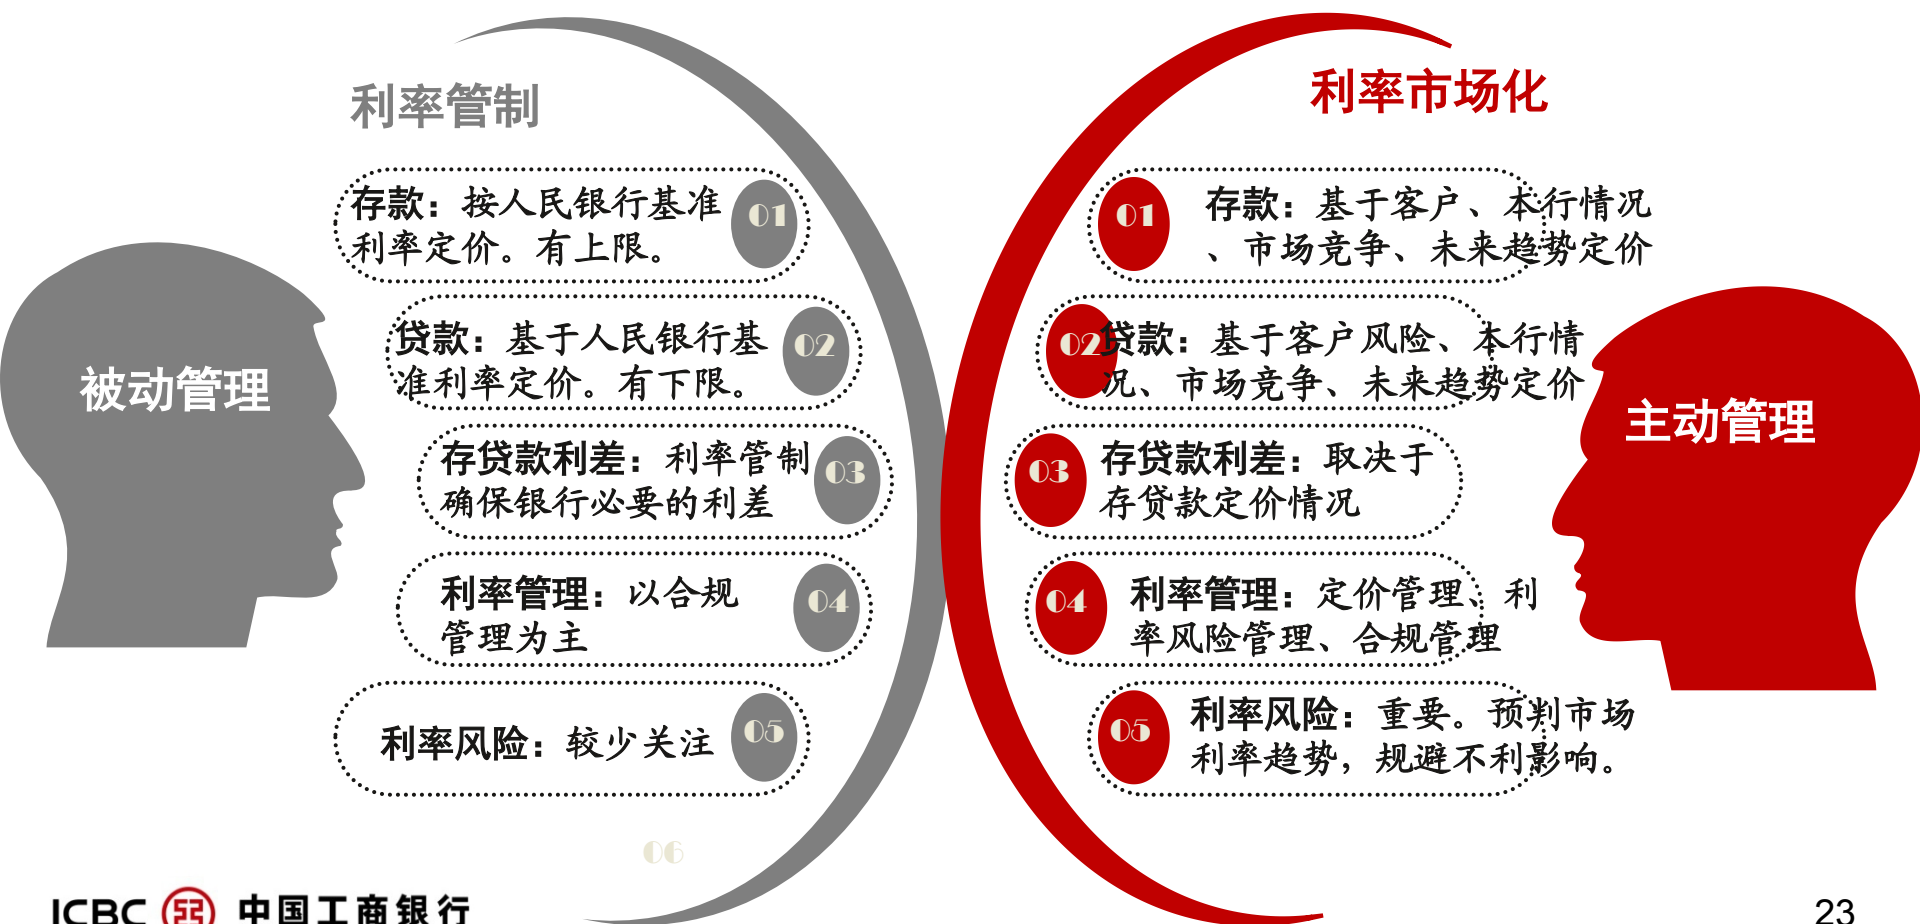 利率管制
存款：按人民银行基准
利率定价。有上限。
01
贷款：基于人民银行基
准利率定价。有下限。
02
存贷款利差：利率管制
确保银行必要的利差
03
利率管理：以合规
管理为主
04
利率风险：较少关注
05
06
被动管理
利率市场化
01
存款：基于客户、本行情况
、市场竞争、未来趋势定价
02
贷款：基于客户风险、本行情
况、市场竞争、未来趋势定价
03
存贷款利差：取决于
存贷款定价情况
04
利率管理：定价管理、利
率风险管理、合规管理
05
利率风险：重要。预判市场
利率趋势，规避不利影响。
主动管理
ICBC 中国工商银行
23